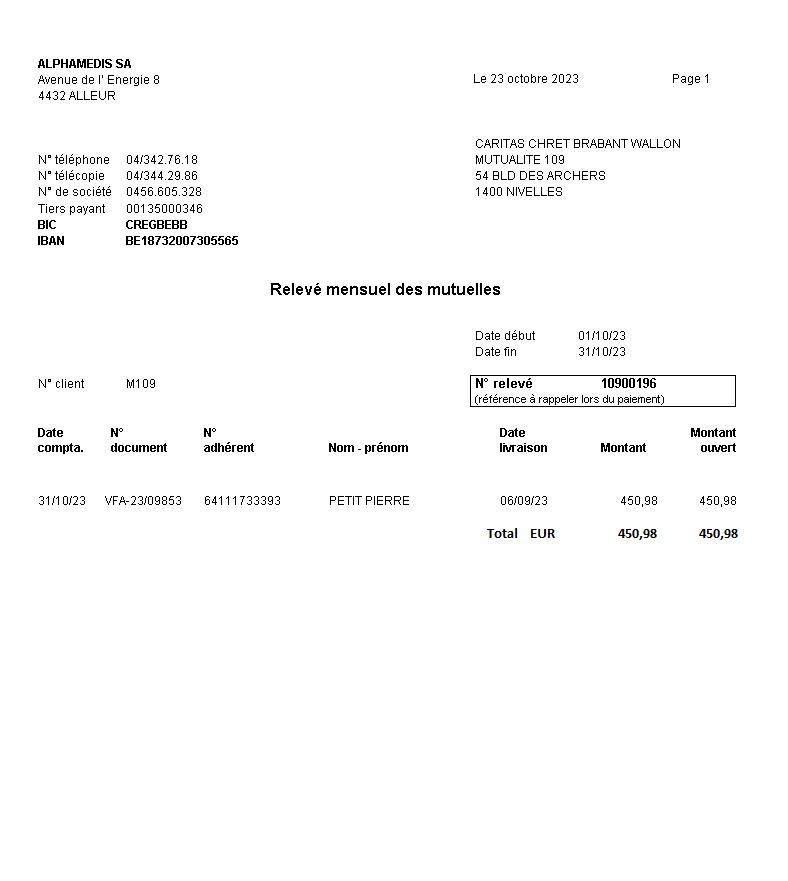 ALPHAMEDIS SA
Avenue de l' Energie 8
4432 ALLEUR
Le 23 octobre 2023 Page 1
CARITAS CHRET BRABANT WALLON
MUTUALITE 109
54 BLD DES ARCHERS
1400 NIVELLES
N° téléphone 04/342.76.18
N° télécopie 04/344.29.86
N° de société 0456.605.328
Tiers payant 00135000346
BIC CREGBEBB
IBAN BE18732007305565
Relevé mensuel des mutuelles
Date début 01/10/23
Date fin 31/10/23
N° client M109
N° relevé 10900196
(référence à rappeler lors du paiement)
Date N° N° Date Montant
compta. document adhérent Nom - prénom livraison Montant ouvert
31/10/23 VFA-23/09853 64111733393 PETIT PIERRE 06/09/23 450,98 450,98
Total EUR 450,98 450,98